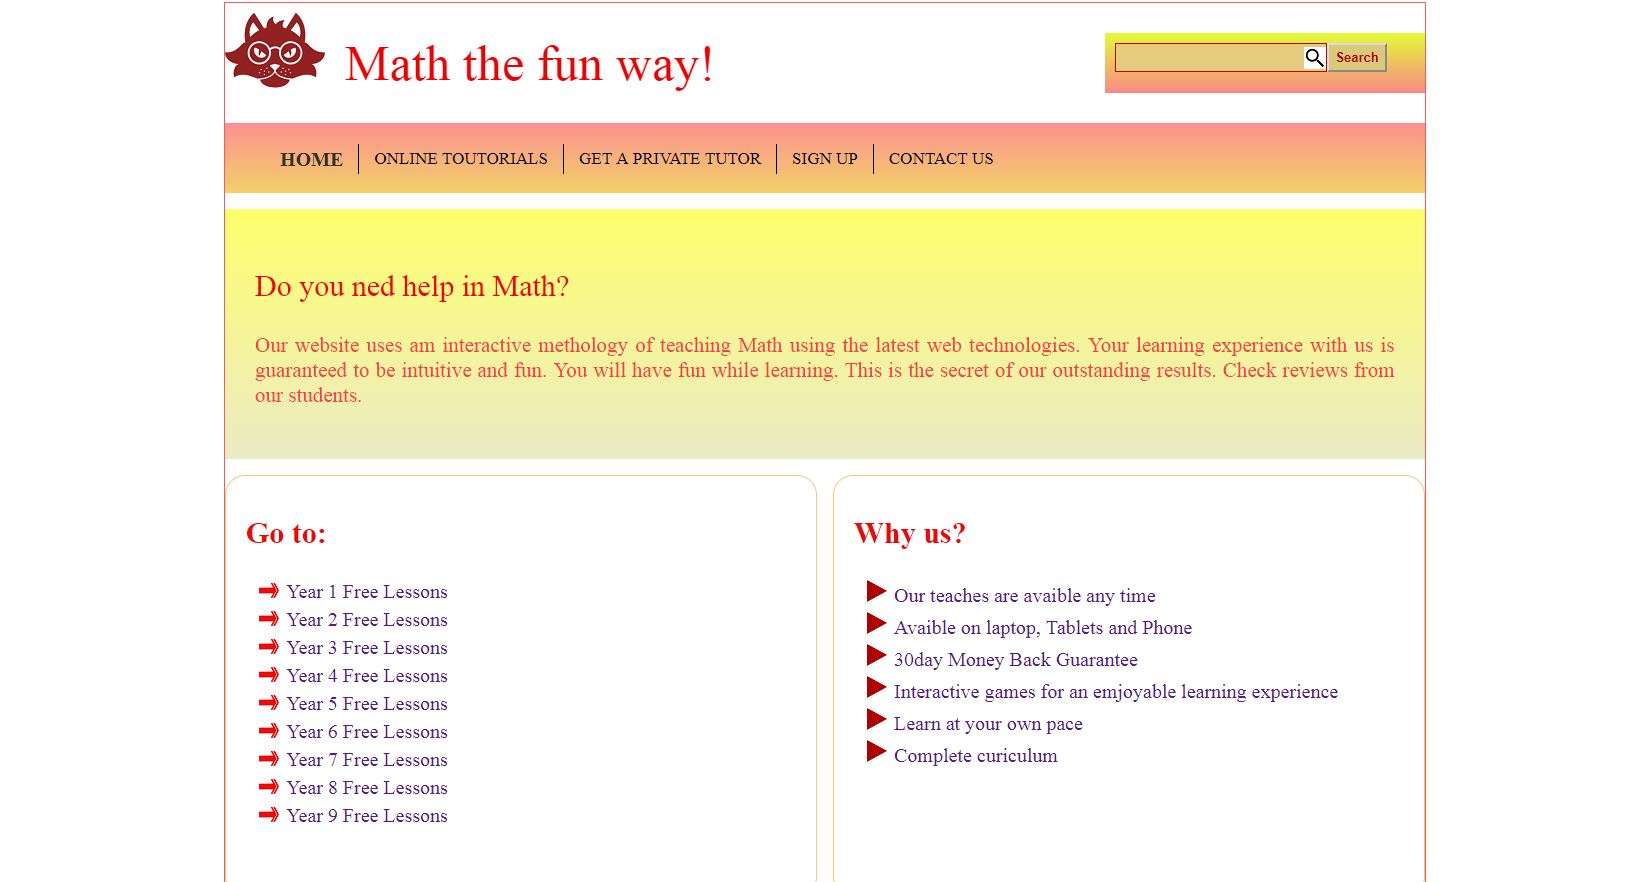 Math the fun way!
Search
HOME
ONLINE TOUTORIALS
GET A PRIVATE TUTOR
SIGN UP
CONTACT US
Do you ned help in Math?
Our website uses am interactive methology of teaching Math using the latest web technologies. Your learning experience with us is
guaranteed to be intuitive and fun. You will have fun while learning. This is the secret of our outstanding results. Check reviews from
our students.
Go to:
Year 1 Free Lessons
Year 2 Free Lessons
Year 3 Free Lessons
Year 4 Free Lessons
Year 5 Free Lessons
Year 6 Free Lessons
Year 7 Free Lessons
Year 8 Free Lessons
Year 9 Free Lessons
Why us?
Our teaches are avaible any time
Avaible on laptop, Tablets and Phone
30day Money Back Guarantee
Interactive games for an emjoyable learning experience
Learn at your own pace
Complete curiculum